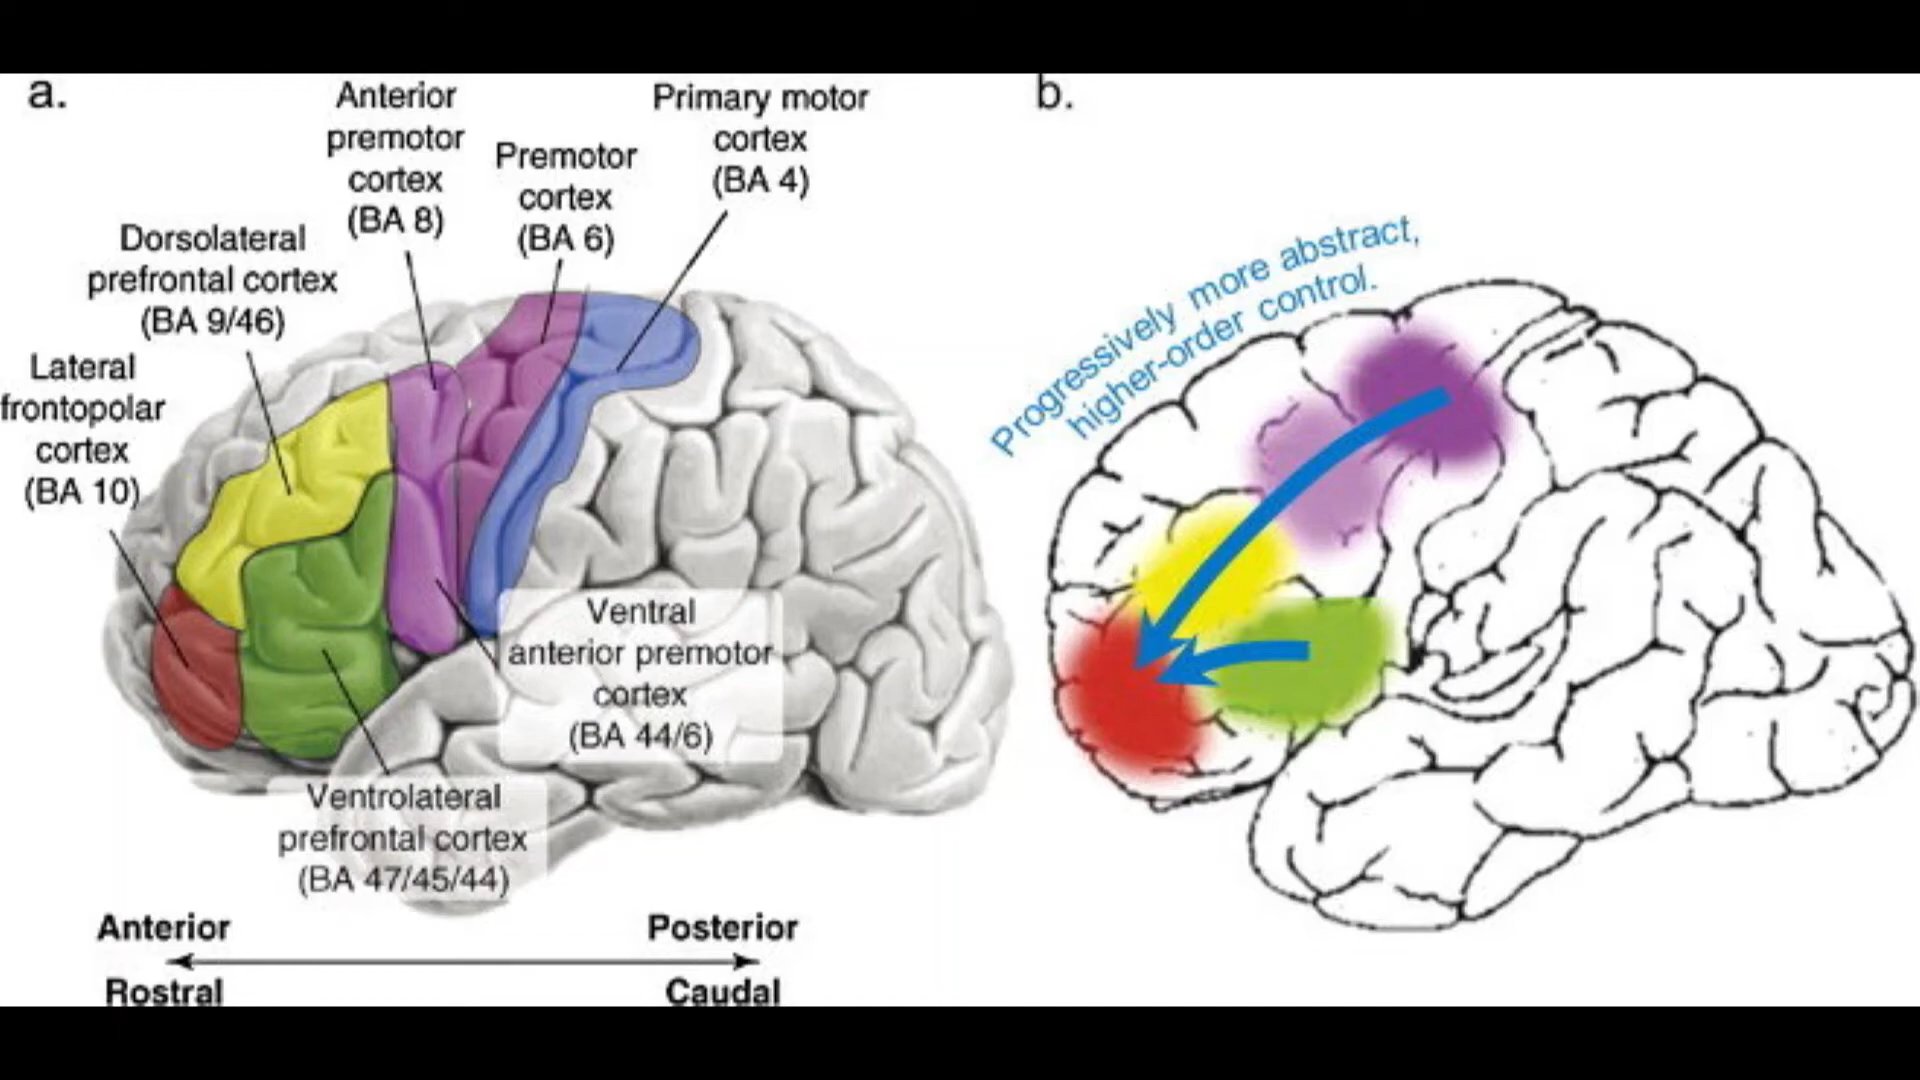 a.
Anterior
premotor
cortex
(BA 8)
Premotor
cortex
(BA 6)
Primary motor
cortex
(BA 4)
Dorsolateral
prefrontal cortex
(BA 9/46)
Lateral
frontopolar
cortex
(BA 10)
Ventral
anterior premotor
cortex
(BA 44/6)
Ventrolateral
prefrontal cortex
(BA 47/45/44)
Anterior
Posterior
Rostral
Caudal
b.
Progressively more abstract,
higher-order control.